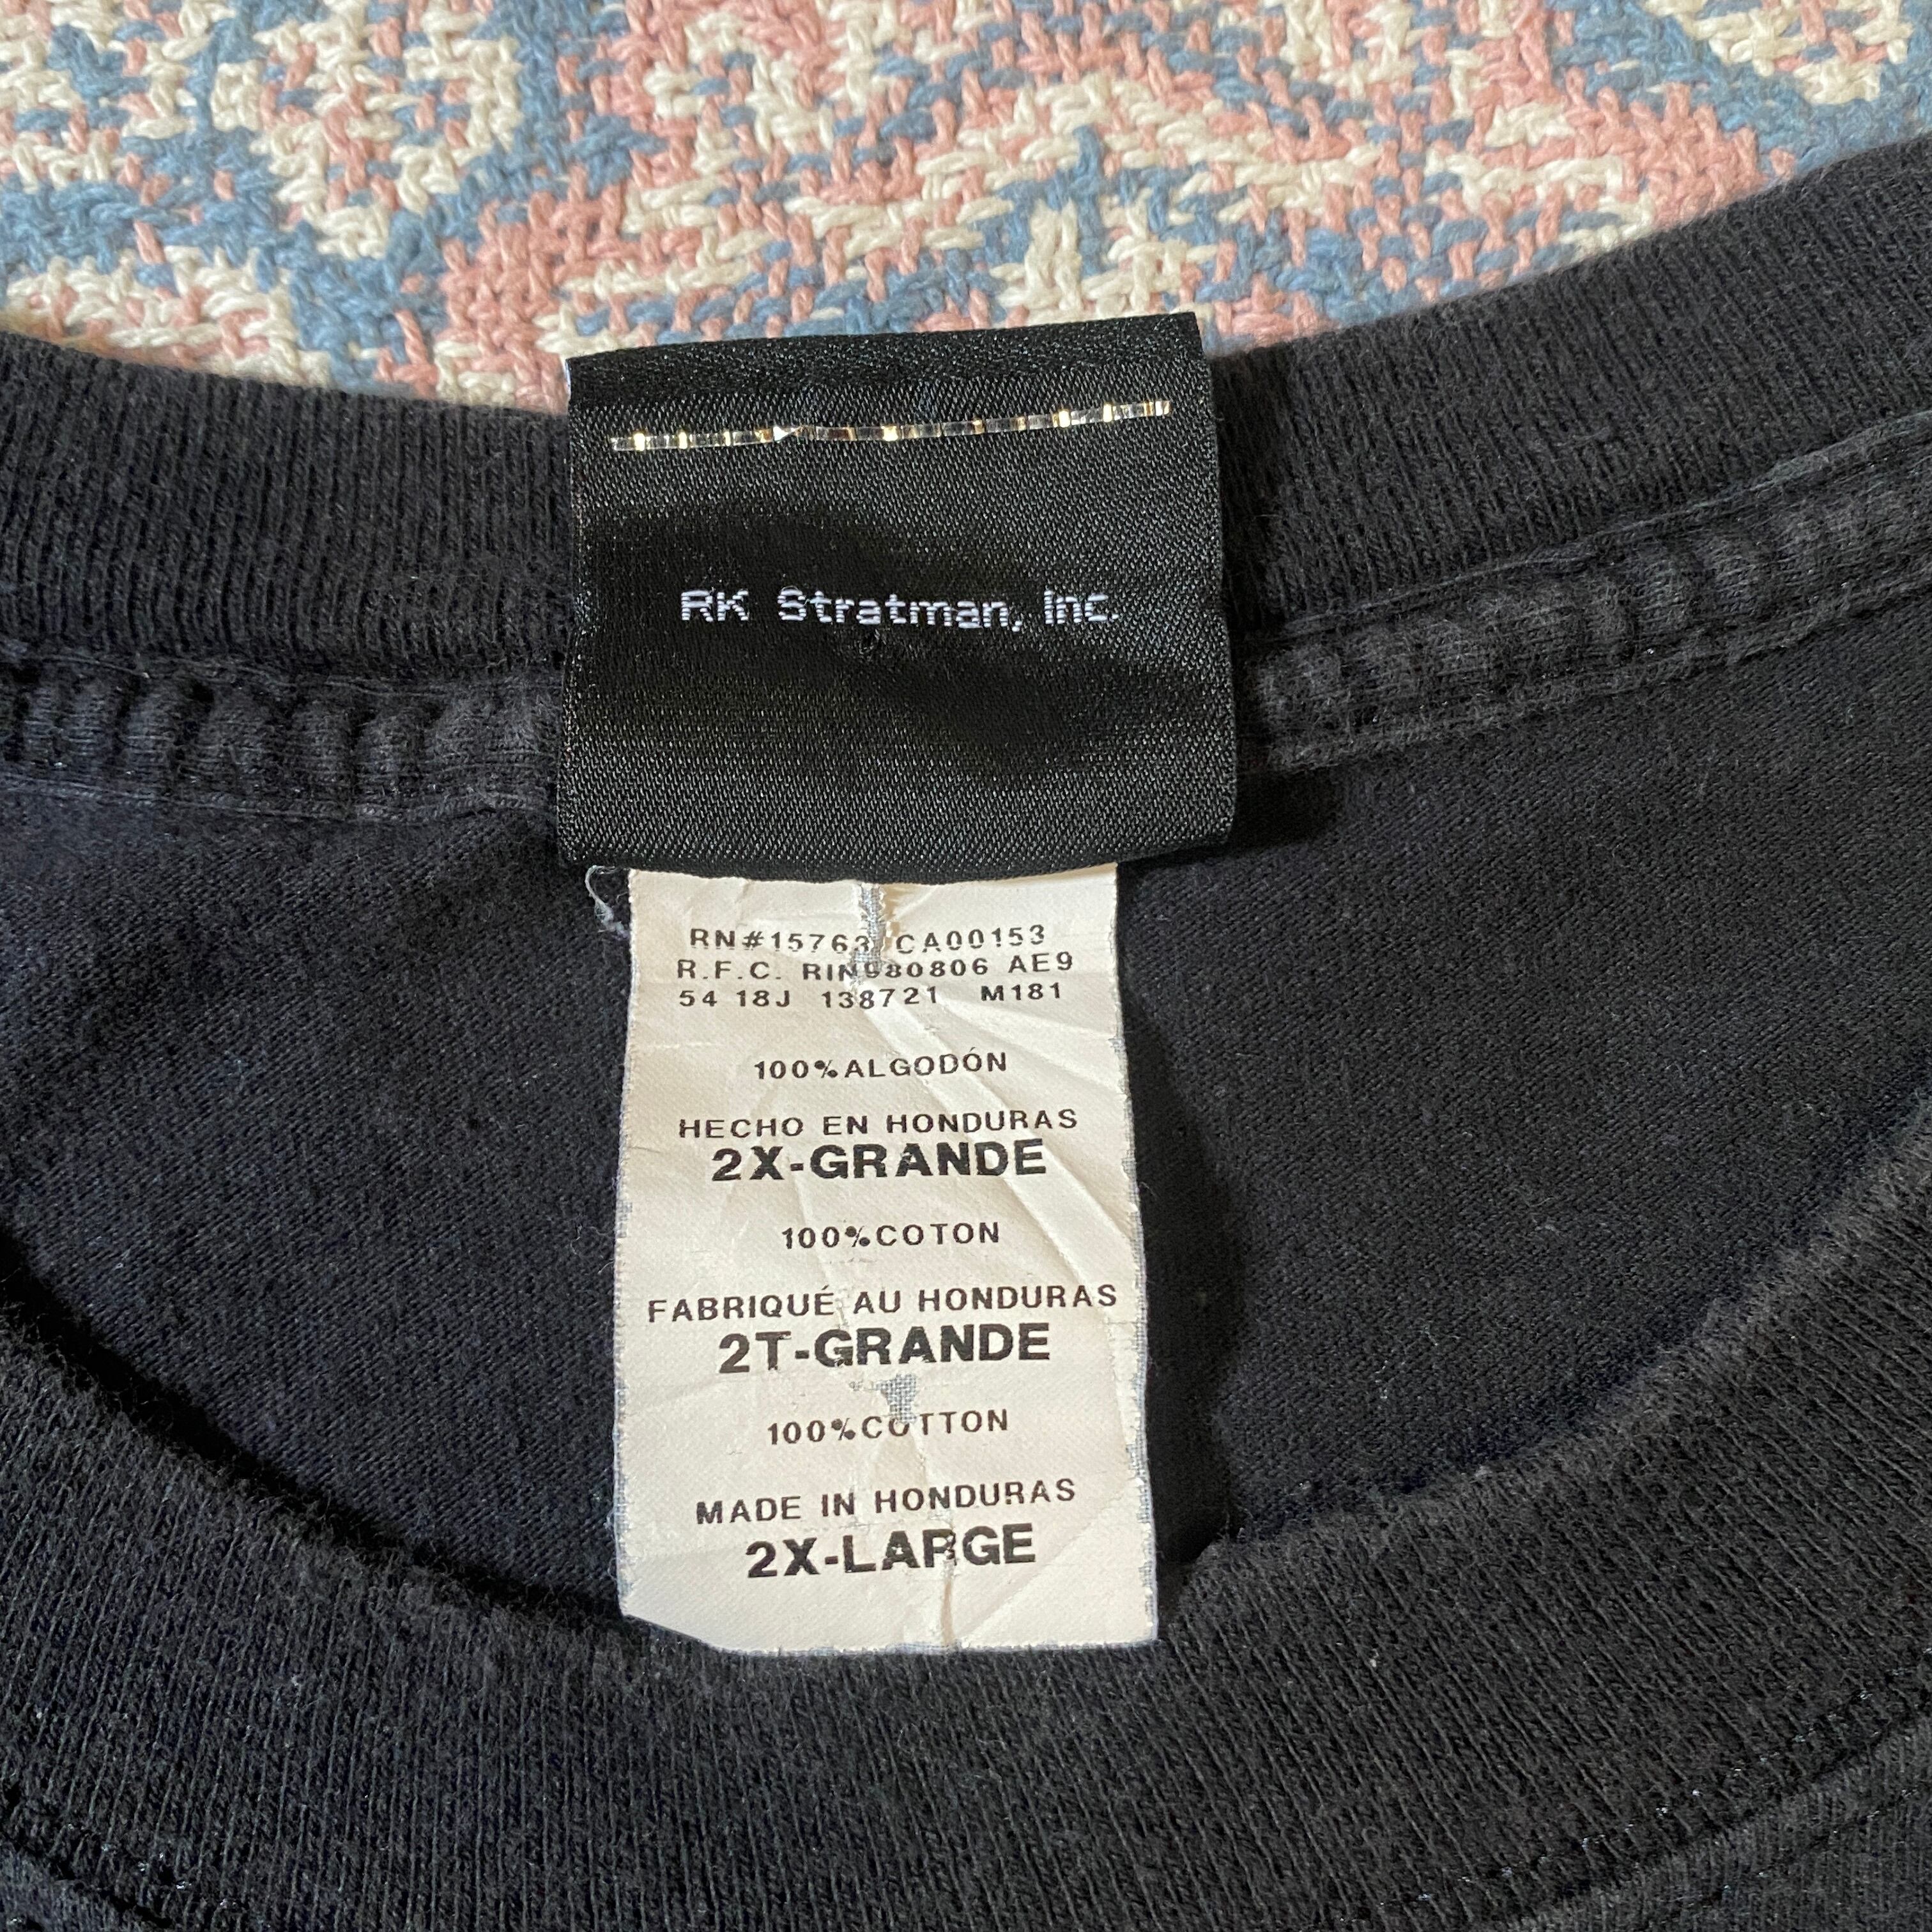 RK Stratman, Inc.
RN#15763 CA00153
R.F.C. RIN980806 AE9
54 18J 138721 M181
100%ALGODÓN
HECHO EN HONDURAS
2X-GRANDE
100%COTON
FABRIQUÉ AU HONDURAS
2T-GRANDE
100%COTTON
MADE IN HONDURAS
2X-LARGE